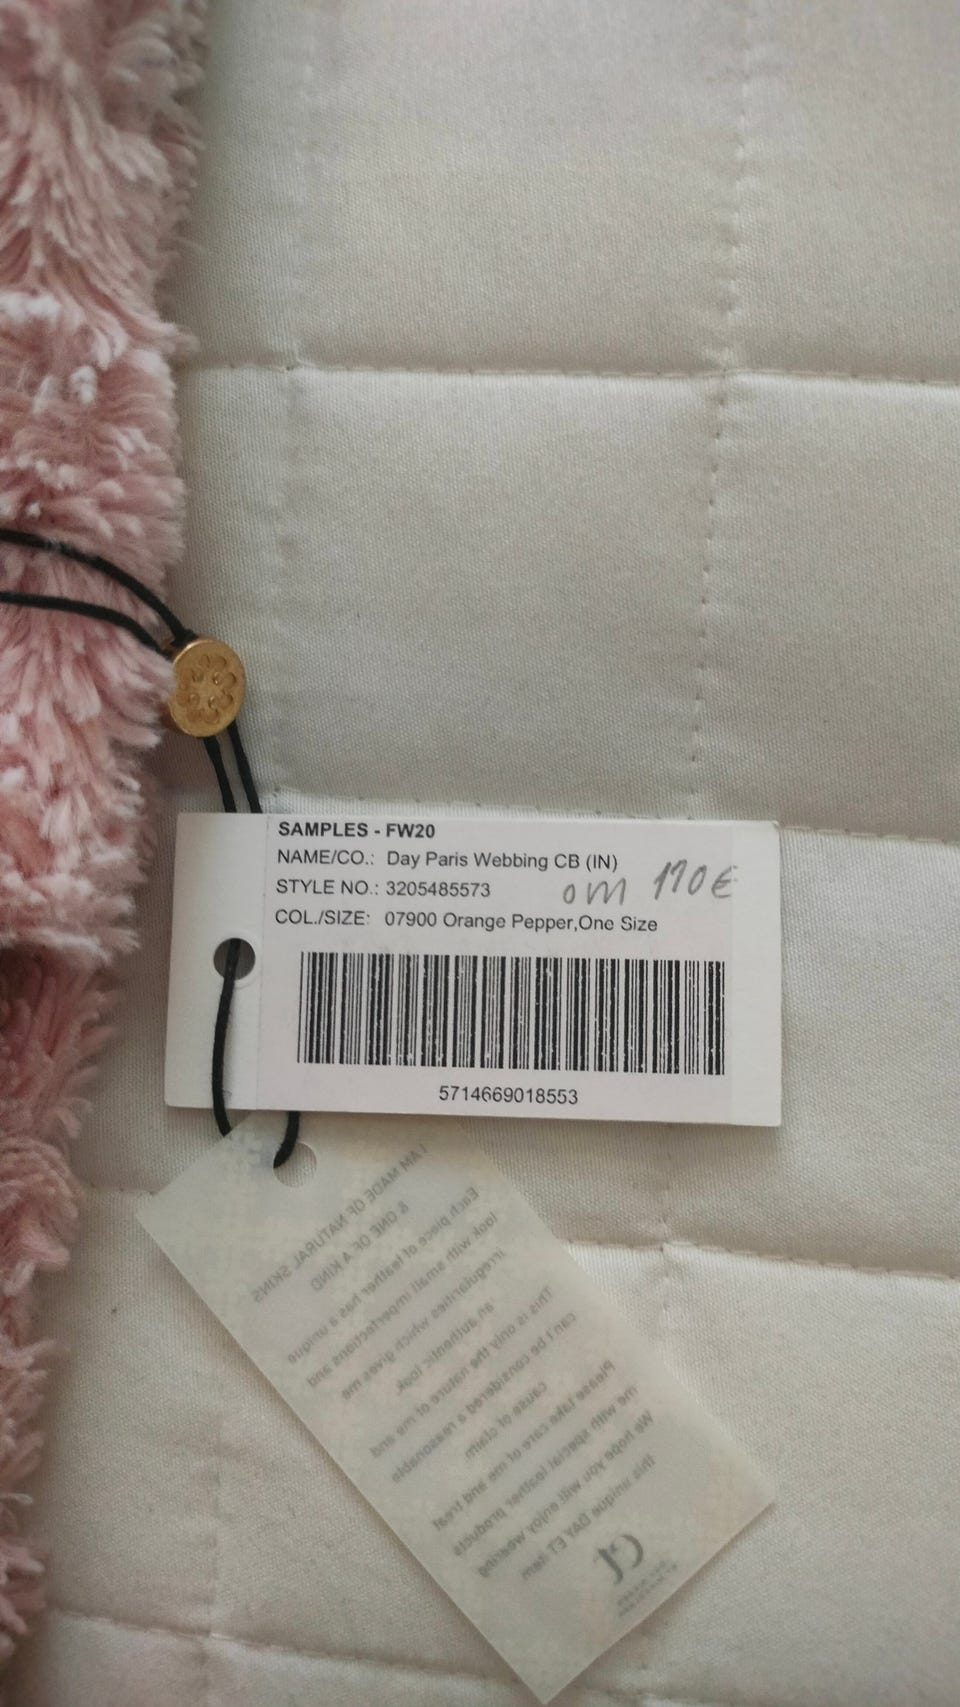 SAMPLES - FW20
NAME/CO.: Day Paris Webbing CB (IN)
STYLE NO.: 3205485573
COL./SIZE: 07900 Orange Pepper,One Size
om 170€
5714669018553
I AM MADE OF NATURAL SKINS
& ONE OF A KIND
Each piece of leather has a unique
look with small imperfections and
irregularities which gives me
an authentic look.
This is only the nature of me and
can't be considered a reasonable
cause of claim
Please take care of me and treat
me with special leather products
We hope you will enjoy wearing
this unique DAY ET item